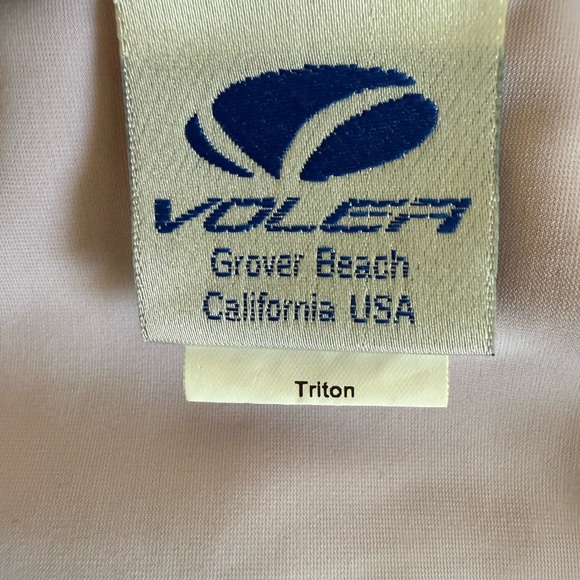 VOLER
Grover Beach
California USA
Triton